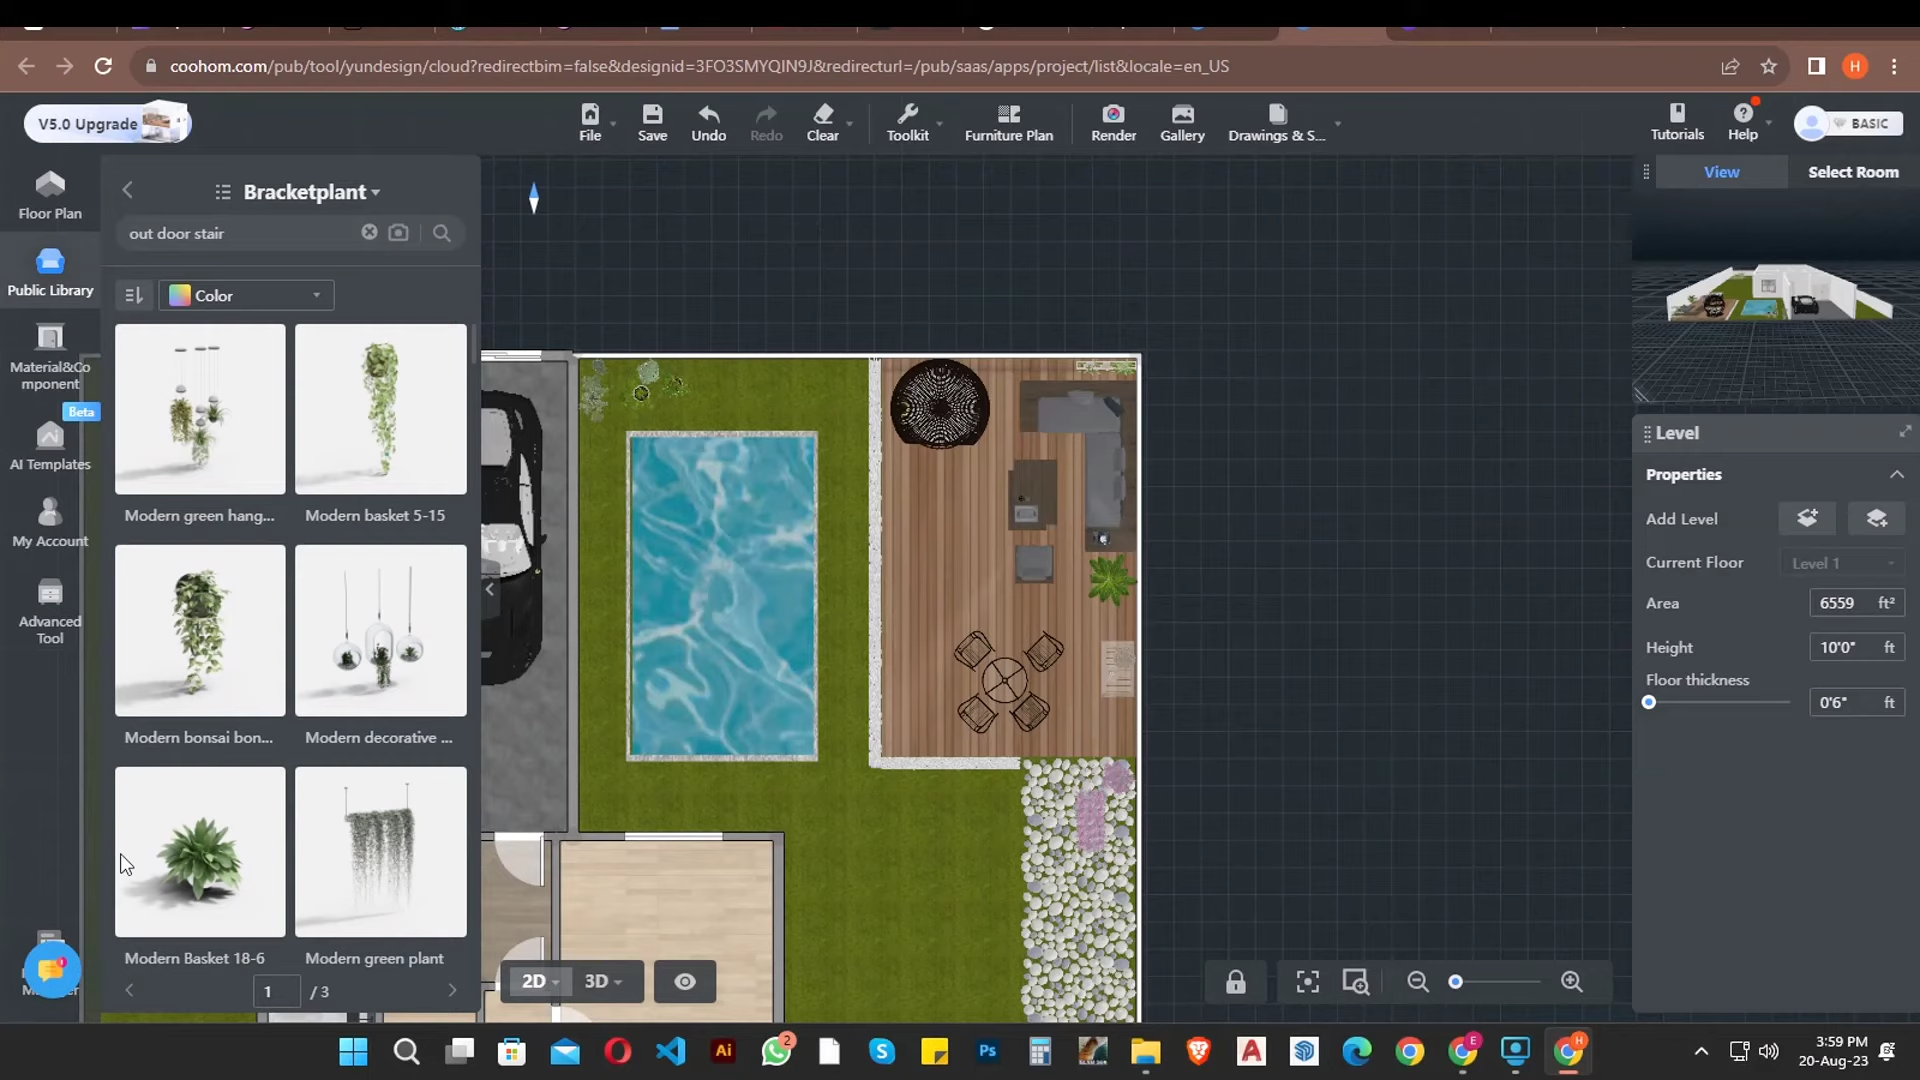 coohom.com/pub/tool/yundesign/cloud?redirectbim=false&designid=3FO3SMYQIN9J&redirecturl=/pub/saas/apps/project/list&locale=en_US
H
V5.0 Upgrade
File
Save
Undo
Redo
Clear
Toolkit
Furniture Plan
Render
Gallery
Drawings & S...
Tutorials
Help
BASIC
Floor Plan
Public Library
Material&Co
mponent
Beta
AI Templates
My Account
Advanced
Tool
Bracketplant
out door stair
Color
Modern green hang...
Modern basket 5-15
Modern bonsai bon...
Modern decorative ...
Modern Basket 18-6
Modern green plant
1 / 3
2D
3D
View
Select Room
Level
Properties
Add Level
Current Floor
Level 1
Area
6559 ft²
Height
10'0" ft
Floor thickness
0'6" ft
Ai
2
Ps
E
H
3:59 PM
20-Aug-23